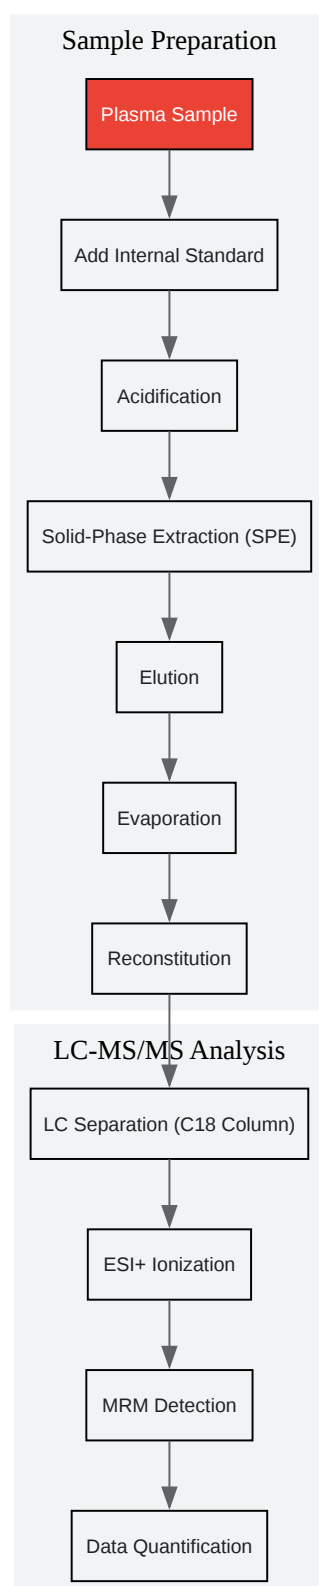 Sample Preparation
Plasma Sample
Add Internal Standard
Acidification
Solid-Phase Extraction (SPE)
Elution
Evaporation
Reconstitution
LC-MS/MS Analysis
LC Separation (C18 Column)
ESI+ Ionization
MRM Detection
Data Quantification